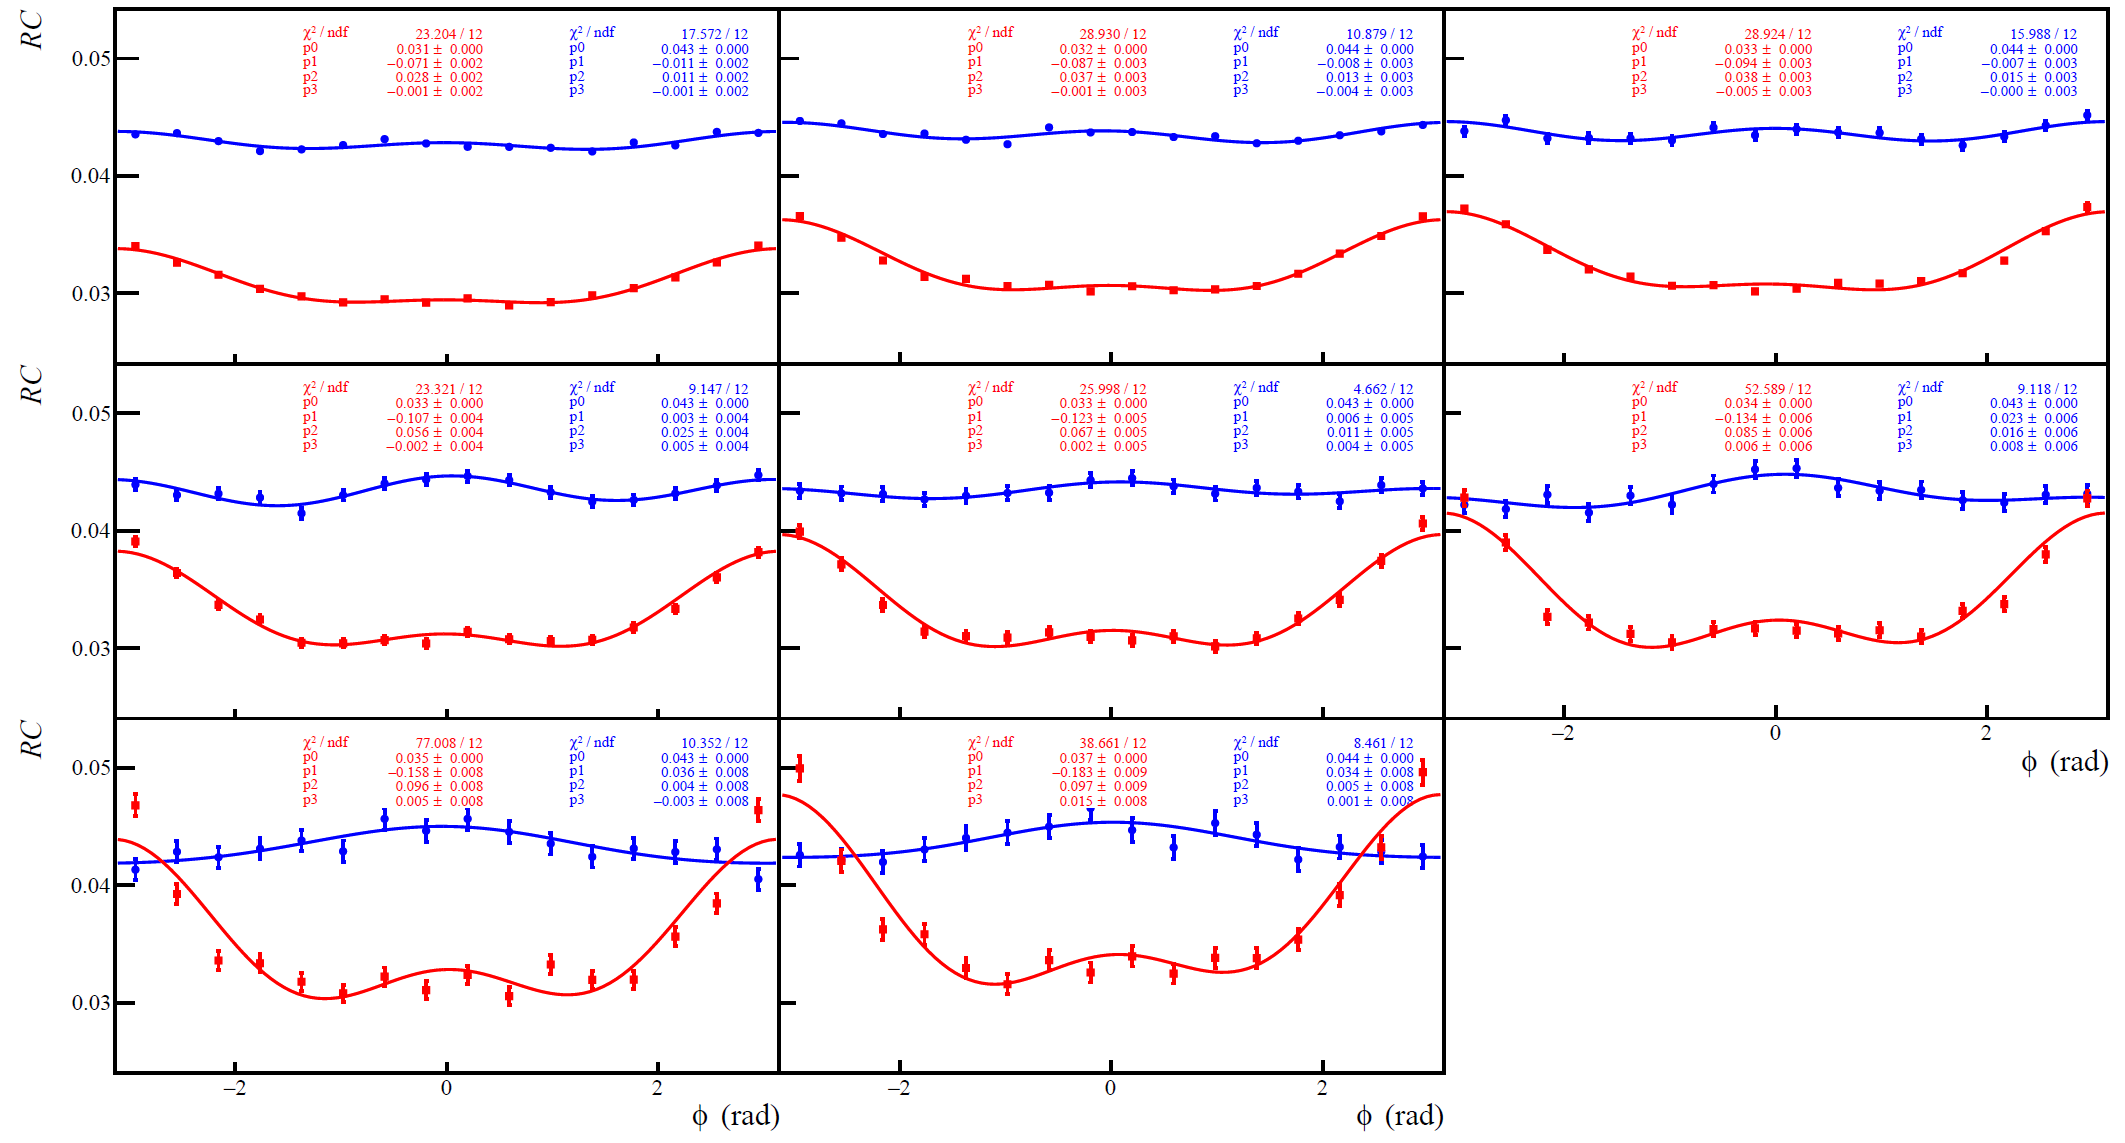 RC
χ² / ndf 23.204 / 12
p0 0.031 ± 0.000
p1 −0.071 ± 0.002
p2 0.028 ± 0.002
p3 −0.001 ± 0.002
χ² / ndf 17.572 / 12
p0 0.043 ± 0.000
p1 −0.011 ± 0.002
p2 0.011 ± 0.002
p3 −0.001 ± 0.002
χ² / ndf 28.930 / 12
p0 0.032 ± 0.000
p1 −0.087 ± 0.003
p2 0.037 ± 0.003
p3 −0.001 ± 0.003
χ² / ndf 10.879 / 12
p0 0.044 ± 0.000
p1 −0.008 ± 0.003
p2 0.013 ± 0.003
p3 −0.004 ± 0.003
χ² / ndf 28.924 / 12
p0 0.033 ± 0.000
p1 −0.094 ± 0.003
p2 0.038 ± 0.003
p3 −0.005 ± 0.003
χ² / ndf 15.988 / 12
p0 0.044 ± 0.000
p1 −0.007 ± 0.003
p2 0.015 ± 0.003
p3 −0.000 ± 0.003
0.05
0.04
0.03
RC
χ² / ndf 23.321 / 12
p0 0.033 ± 0.000
p1 −0.107 ± 0.004
p2 0.056 ± 0.004
p3 −0.002 ± 0.004
χ² / ndf 9.147 / 12
p0 0.043 ± 0.000
p1 0.003 ± 0.004
p2 0.025 ± 0.004
p3 0.005 ± 0.004
χ² / ndf 25.998 / 12
p0 0.033 ± 0.000
p1 −0.123 ± 0.005
p2 0.067 ± 0.005
p3 0.002 ± 0.005
χ² / ndf 4.662 / 12
p0 0.043 ± 0.000
p1 0.006 ± 0.005
p2 0.011 ± 0.005
p3 0.004 ± 0.005
χ² / ndf 52.589 / 12
p0 0.034 ± 0.000
p1 −0.134 ± 0.006
p2 0.085 ± 0.006
p3 0.006 ± 0.006
χ² / ndf 9.118 / 12
p0 0.043 ± 0.000
p1 0.023 ± 0.006
p2 0.016 ± 0.006
p3 0.008 ± 0.006
0.05
0.04
0.03
−2 0 2
ϕ (rad)
RC
χ² / ndf 77.008 / 12
p0 0.035 ± 0.000
p1 −0.158 ± 0.008
p2 0.096 ± 0.008
p3 0.005 ± 0.008
χ² / ndf 10.352 / 12
p0 0.043 ± 0.000
p1 0.036 ± 0.008
p2 0.004 ± 0.008
p3 −0.003 ± 0.008
χ² / ndf 38.661 / 12
p0 0.037 ± 0.000
p1 −0.183 ± 0.009
p2 0.097 ± 0.009
p3 0.015 ± 0.008
χ² / ndf 8.461 / 12
p0 0.044 ± 0.000
p1 0.034 ± 0.008
p2 0.005 ± 0.008
p3 0.001 ± 0.008
0.05
0.04
0.03
−2 0 2
−2 0 2
ϕ (rad)
ϕ (rad)